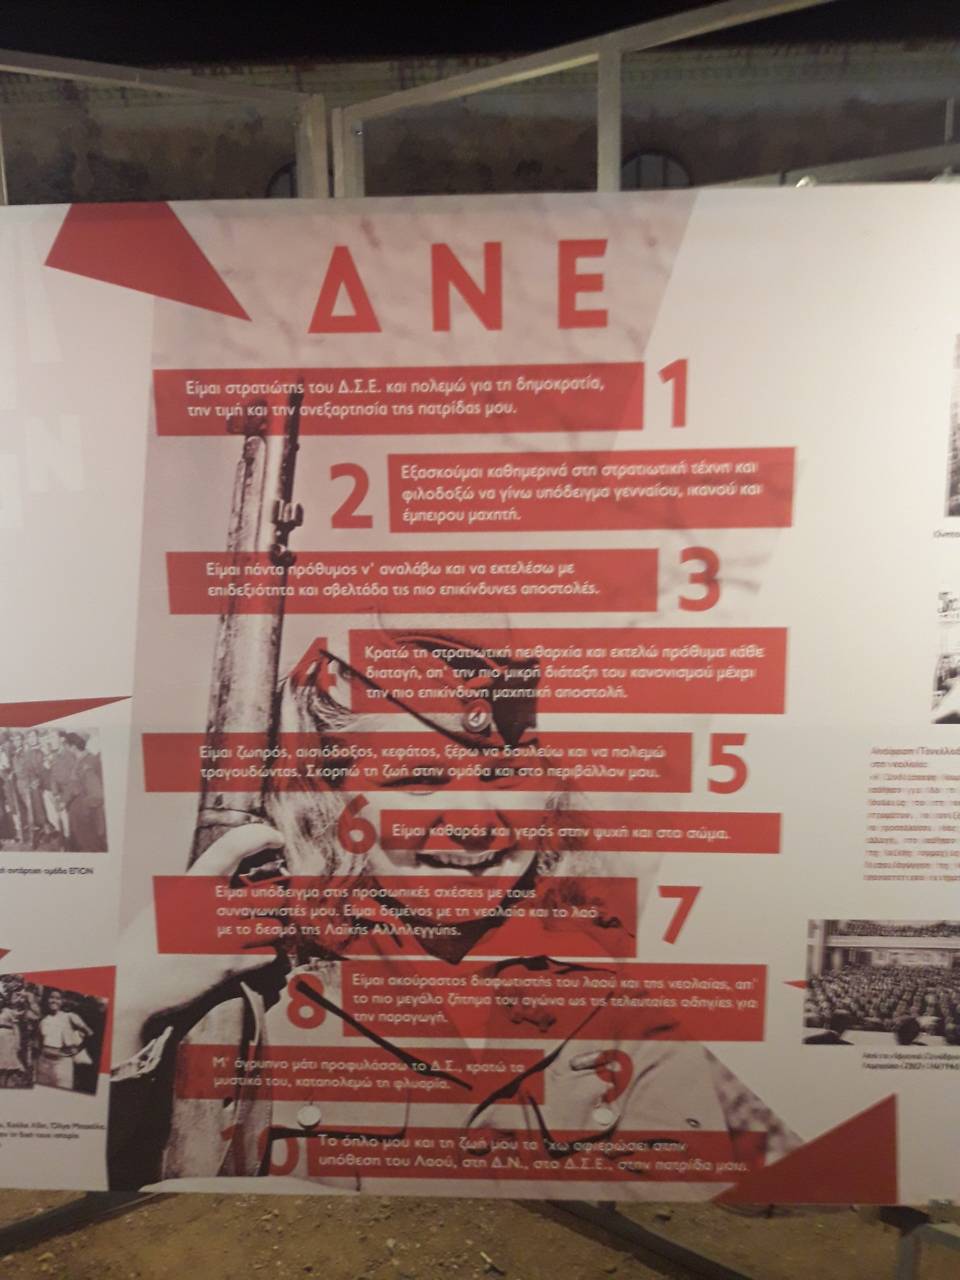 ΔΝΕ
Είμαι στρατιώτης του Δ.Σ.Ε. και πολεμώ για τη δημοκρατία,
την τιμή και την ανεξαρτησία της πατρίδας μου.
1
2
Εξασκούμαι καθημερινά στη στρατιωτική τέχνη και
φιλοδοξώ να γίνω υπόδειγμα γενναίου, ικανού και
έμπειρου μαχητή.
Είμαι πάντα πρόθυμος ν' αναλάβω και να εκτελέσω με
επιδεξιότητα και σβελτάδα τις πιο επικίνδυνες αποστολές.
3
4
Κρατώ τη στρατιωτική πειθαρχία και εκτελώ πρόθυμα κάθε
διαταγή, απ' την πιο μικρή διάταξη του κανονισμού μέχρι
την πιο επικίνδυνη μαχητική αποστολή.
Είμαι ζωηρός, αισιόδοξος, κεφάτος, ξέρω να δουλεύω και να πολεμώ
τραγουδώντας. Σκορπώ τη ζωή στην ομάδα και στο περιβάλλον μου.
5
6
Είμαι καθαρός και γερός στην ψυχή και στο σώμα.
Είμαι υπόδειγμα στις προσωπικές σχέσεις με τους
συναγωνιστές μου. Είμαι δεμένος με τη νεολαία και το λαό
με το δεσμό της Λαϊκής Αλληλεγγύης.
7
8
Είμαι ακούραστος διαφωτιστής του λαού και της νεολαίας, απ'
το πιο μεγάλο ζήτημα του αγώνα ως τις τελευταίες οδηγίες για
την παραγωγή.
Μ' άγρυπνο μάτι προφυλάσσω το Δ.Σ., κρατώ τα
μυστικά του, καταπολεμώ τη φλυαρία.
9
10
Το όπλο μου και τη ζωή μου τα 'χω αφιερώσει στην
υπόθεση του Λαού, στη Δ.Ν., στο Δ.Σ.Ε., στην πατρίδα μου.
αντάρτικη ομάδα ΕΠΟΝ